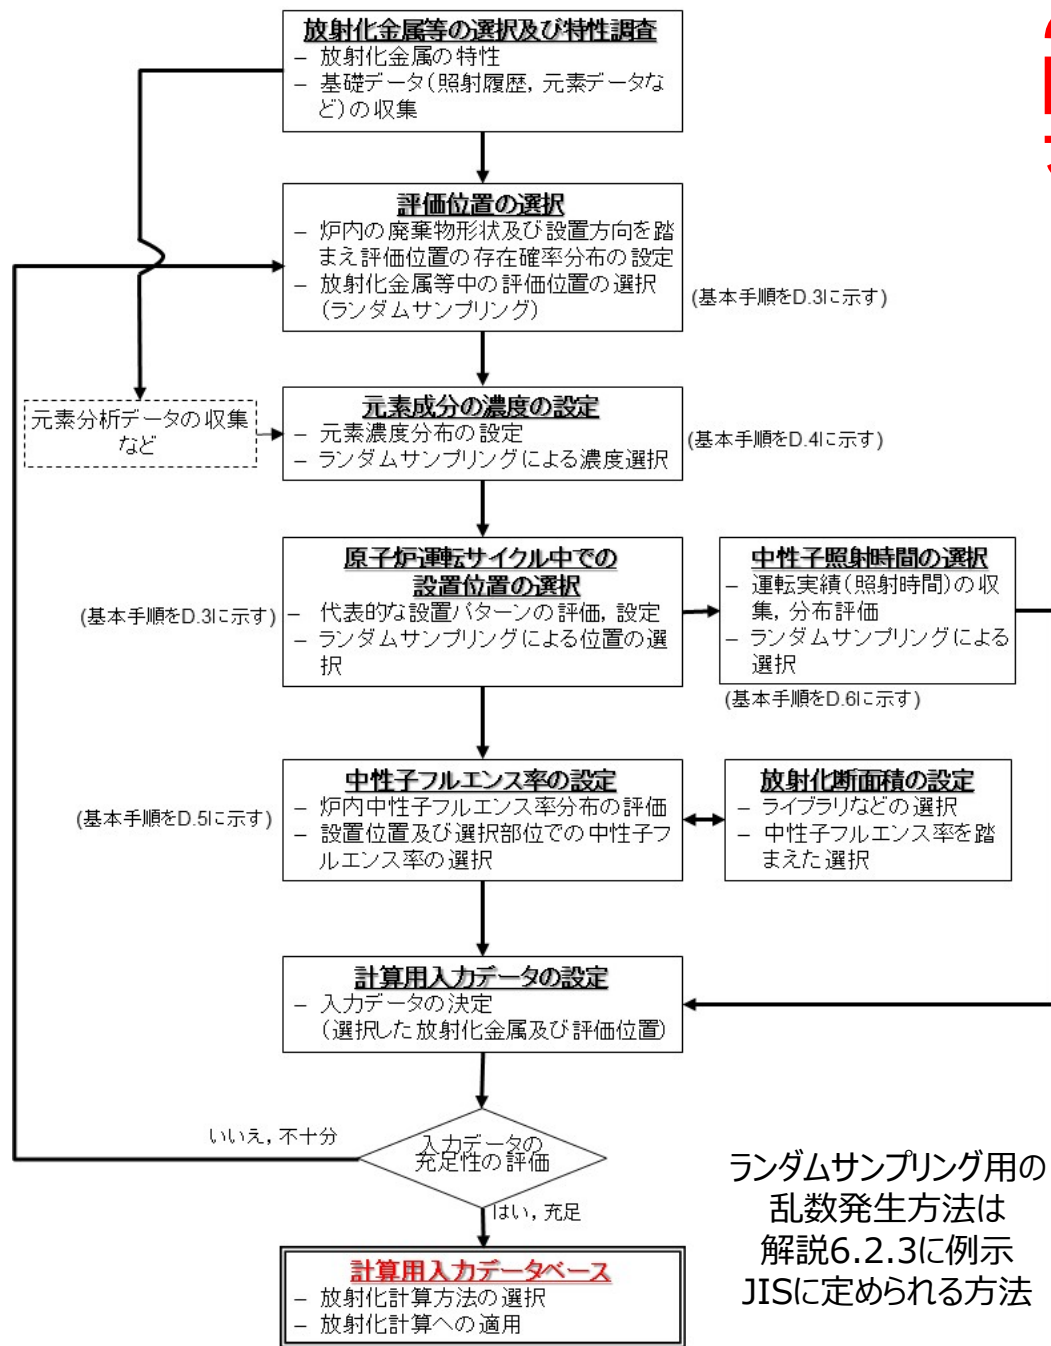 放射化金属等の選択及び特性調査
– 放射化金属の特性
– 基礎データ(照射履歴, 元素データな
ど)の収集
評価位置の選択
– 炉内の廃棄物形状及び設置方向を踏
まえ評価位置の存在確率分布の設定
– 放射化金属等中の評価位置の選択
(ランダムサンプリング)
(基本手順をD.3に示す)
元素分析データの収集
など
元素成分の濃度の設定
– 元素濃度分布の設定
– ランダムサンプリングによる濃度選択
(基本手順をD.4に示す)
原子炉運転サイクル中での
設置位置の選択
– 代表的な設置パターンの評価, 設定
– ランダムサンプリングによる位置の選
択
(基本手順をD.3に示す)
中性子照射時間の選択
– 運転実績(照射時間)の収
集, 分布評価
– ランダムサンプリングによる
選択
(基本手順をD.6に示す)
中性子フルエンス率の設定
– 炉内中性子フルエンス率分布の評価
– 設置位置及び選択部位での中性子フ
ルエンス率の選択
(基本手順をD.5に示す)
放射化断面積の設定
– ライブラリなどの選択
– 中性子フルエンス率を踏
まえた選択
計算用入力データの設定
– 入力データの決定
(選択した放射化金属及び評価位置)
入力データの
充足性の評価
いいえ, 不十分
はい, 充足
計算用入力データベース
– 放射化計算方法の選択
– 放射化計算への適用
ランダムサンプリング用の
乱数発生方法は
解説6.2.3に例示
JISに定められる方法